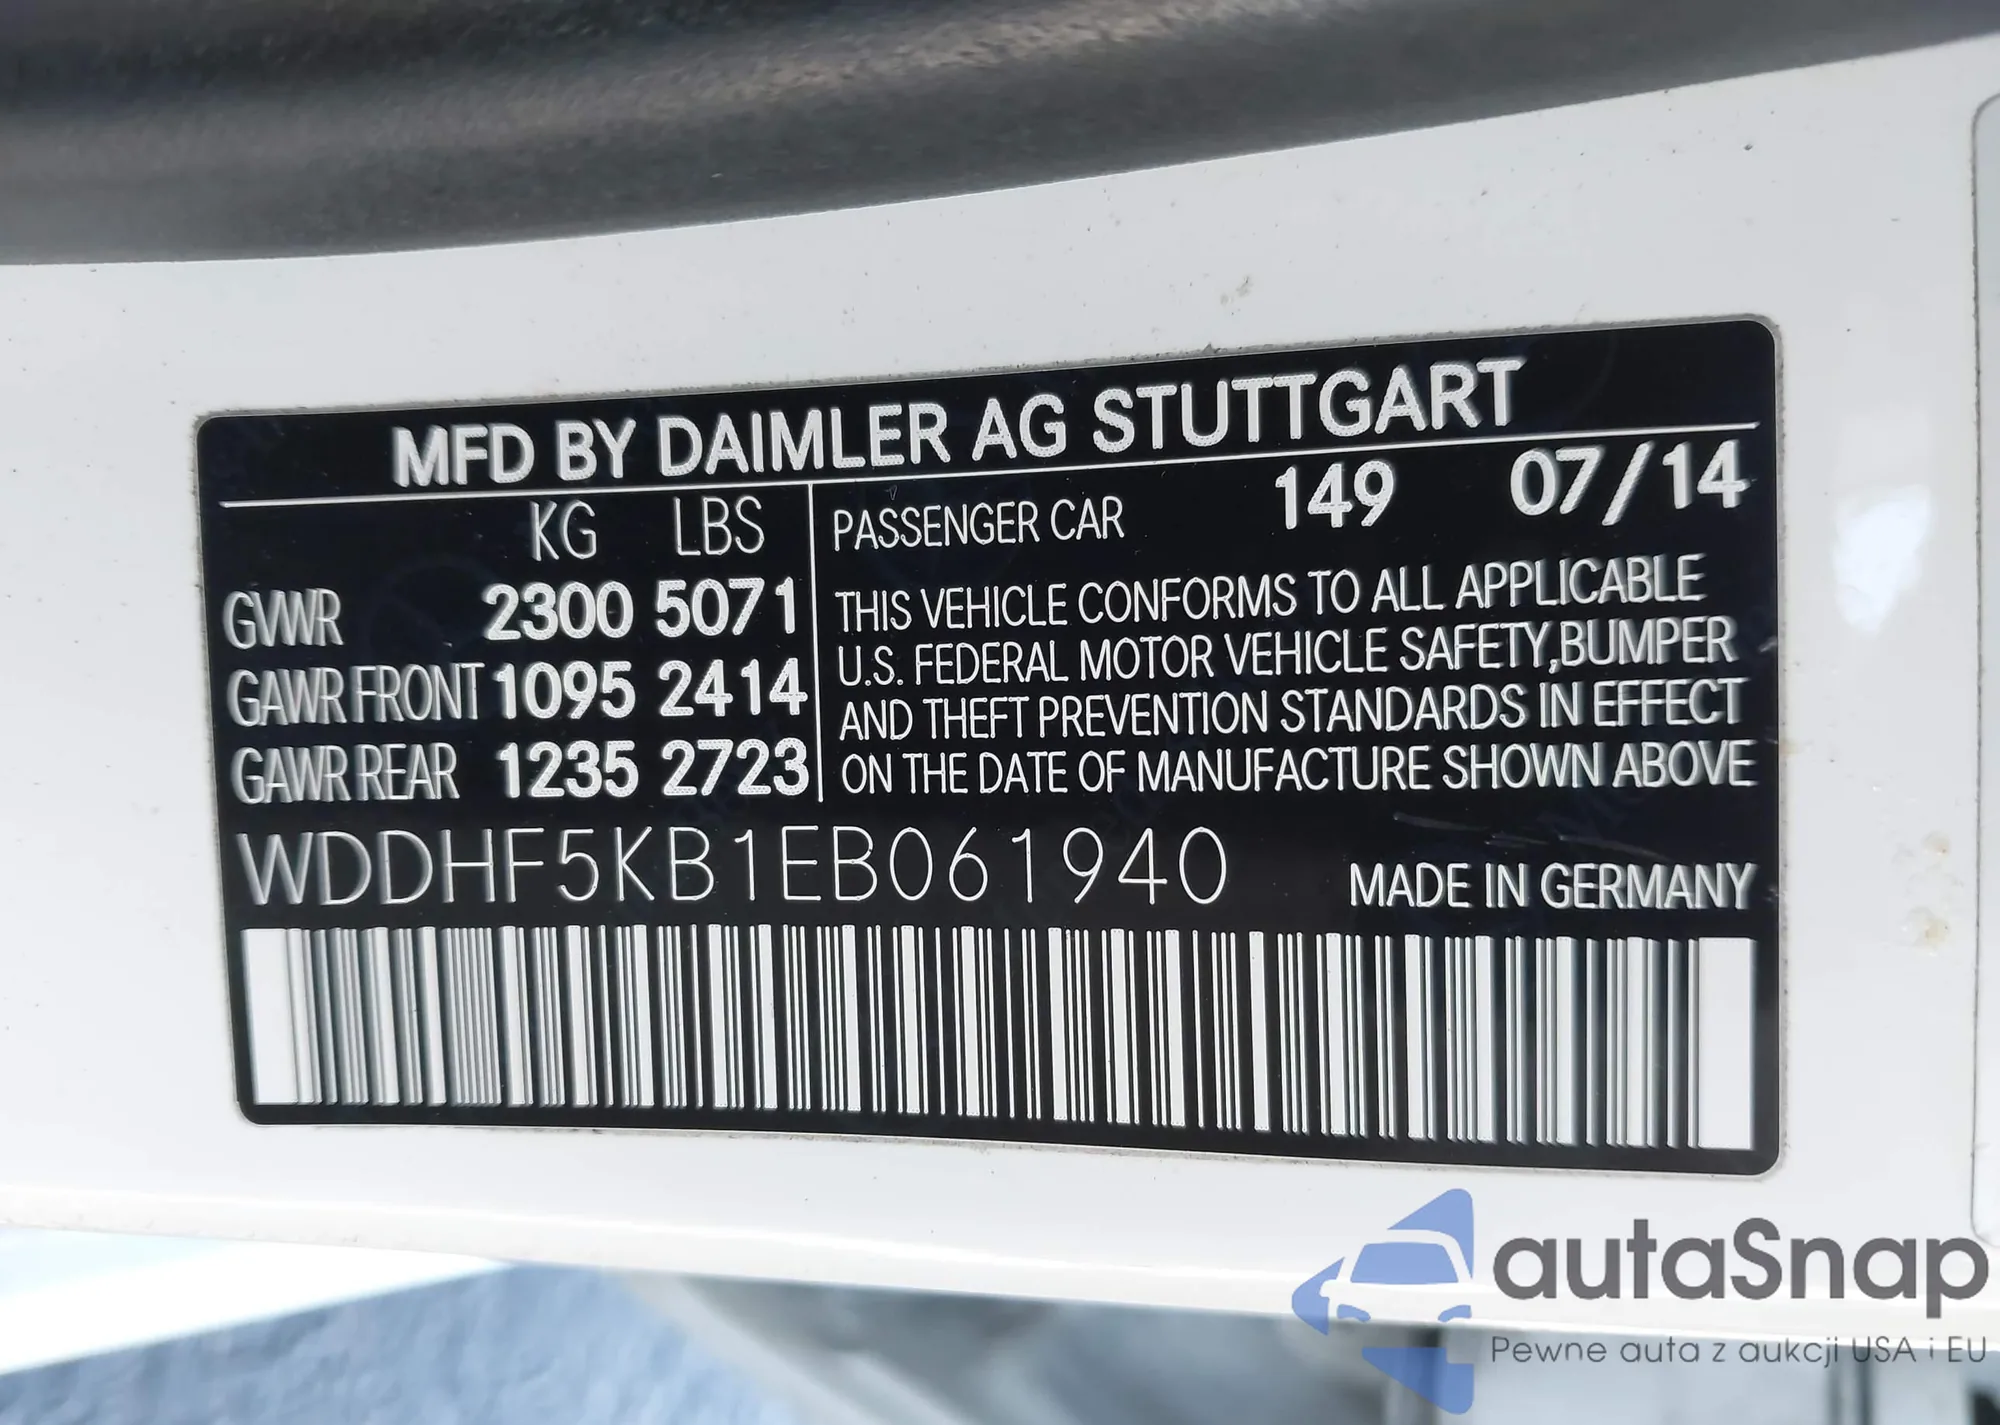 MFD BY DAIMLER AG STUTTGART
KG LBS
GVWR 2300 5071
GAWR FRONT 1095 2414
GAWR REAR 1235 2723
PASSENGER CAR 149 07/14
THIS VEHICLE CONFORMS TO ALL APPLICABLE
U.S. FEDERAL MOTOR VEHICLE SAFETY,BUMPER
AND THEFT PREVENTION STANDARDS IN EFFECT
ON THE DATE OF MANUFACTURE SHOWN ABOVE
WDDHF5KB1EB061940
MADE IN GERMANY
autaSnap
Pewne auta z aukcji USA i EU